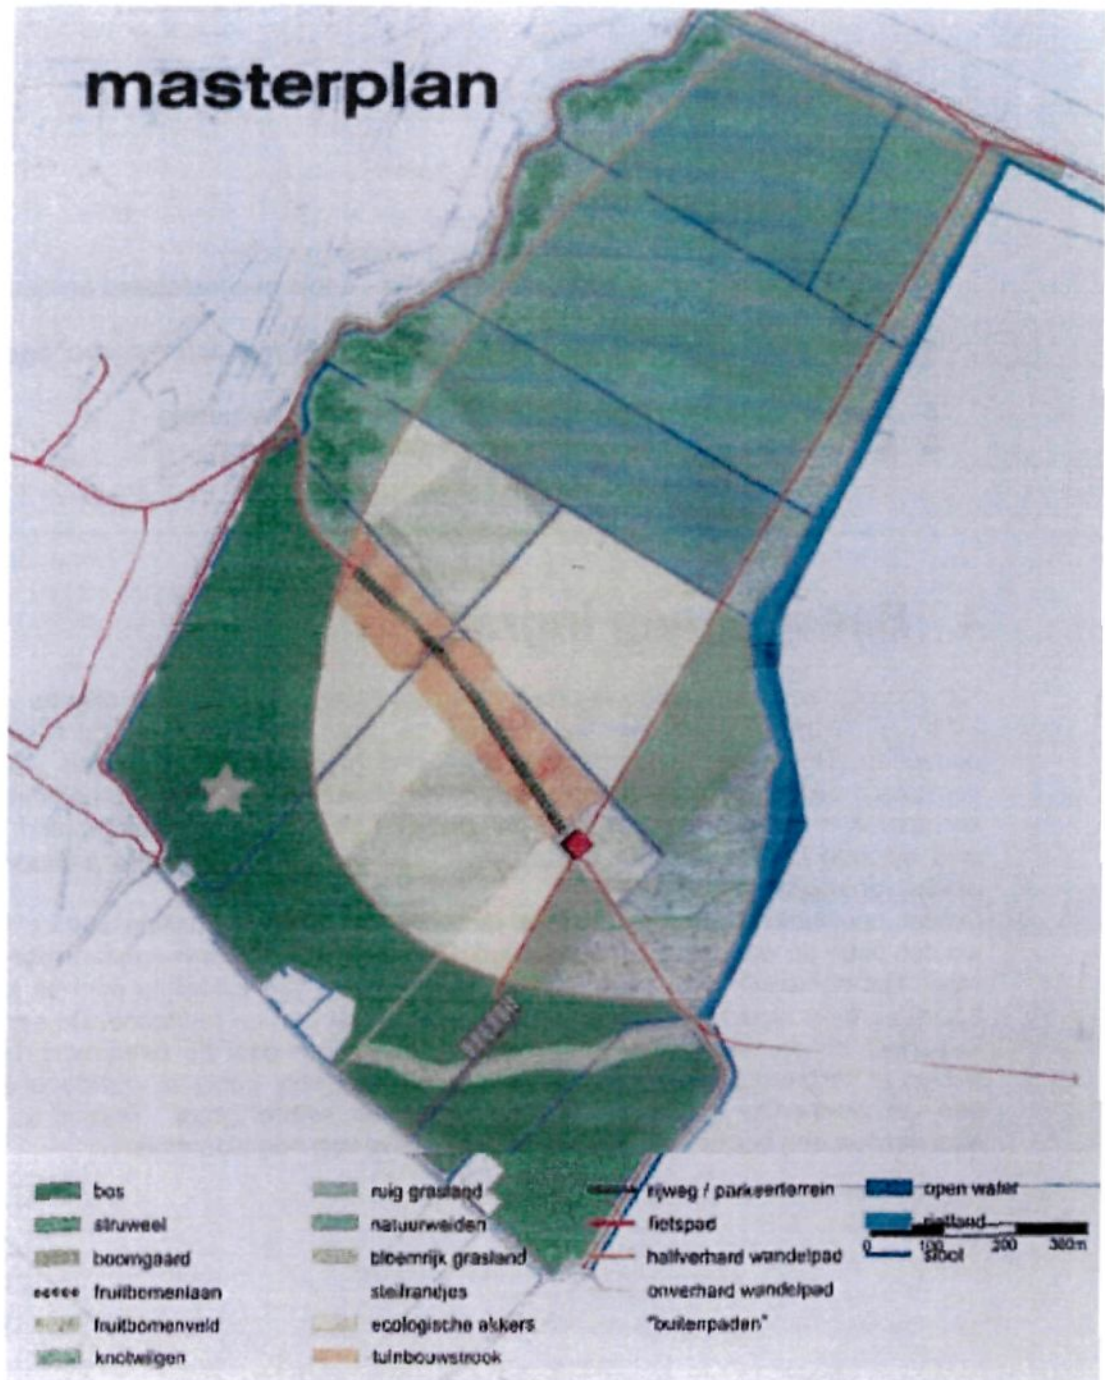 masterplan
bos
struweel
boomgaard
fruitbomenlaan
fruitbomenveld
knotwilgen
ruig grasland
natuurweiden
bloemrijk grasland
steilrandjes
ecologische akkers
tuinbouwstrook
rijweg / parkeerterrein
fietspad
halfverhard wandelpad
onverhard wandelpad
"buitenpaden"
open water
rietland
sloot
0 100 200 300m